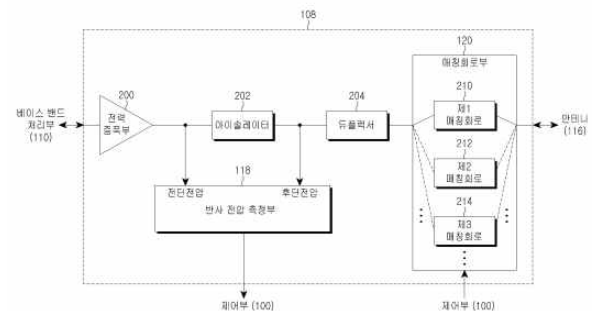 108
120
매칭회로부
200
202
204
210
베이스 밴드
처리부
(110)
전력
증폭부
아이솔레이터
듀플렉서
제1
매칭회로
안테나
(116)
212
제2
매칭회로
118
전단전압
후단전압
반사 전압 측정부
214
제3
매칭회로
제어부 (100)
제어부 (100)